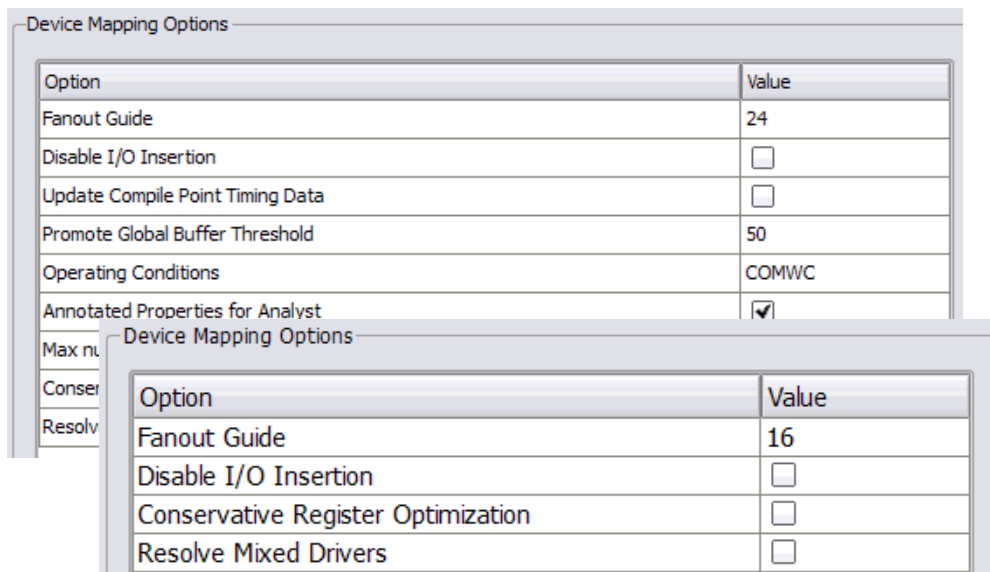 Device Mapping Options
Option Value
Fanout Guide 24
Disable I/O Insertion
Update Compile Point Timing Data
Promote Global Buffer Threshold 50
Operating Conditions COMWC
Annotated Properties for Analyst
Max
Device Mapping Options
Option Value
Fanout Guide 16
Disable I/O Insertion
Conservative Register Optimization
Resolve Mixed Drivers